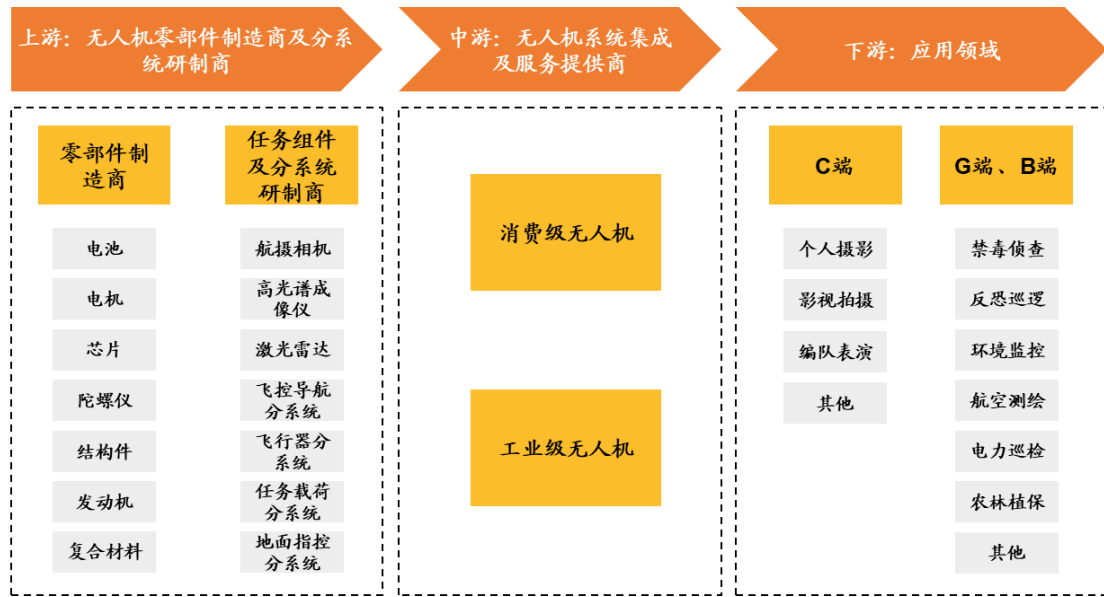 上游：无人机零部件制造商及分系
统研制商
中游：无人机系统集成
及服务提供商
下游：应用领域
零部件制
造商
电池
电机
芯片
陀螺仪
结构件
发动机
复合材料
任务组件
及分系统
研制商
航摄相机
高光谱成
像仪
激光雷达
飞控导航
分系统
飞行器分
系统
任务载荷
分系统
地面指控
分系统
消费级无人机
工业级无人机
C端
个人摄影
影视拍摄
编队表演
其他
G端、B端
禁毒侦查
反恐巡逻
环境监控
航空测绘
电力巡检
农林植保
其他